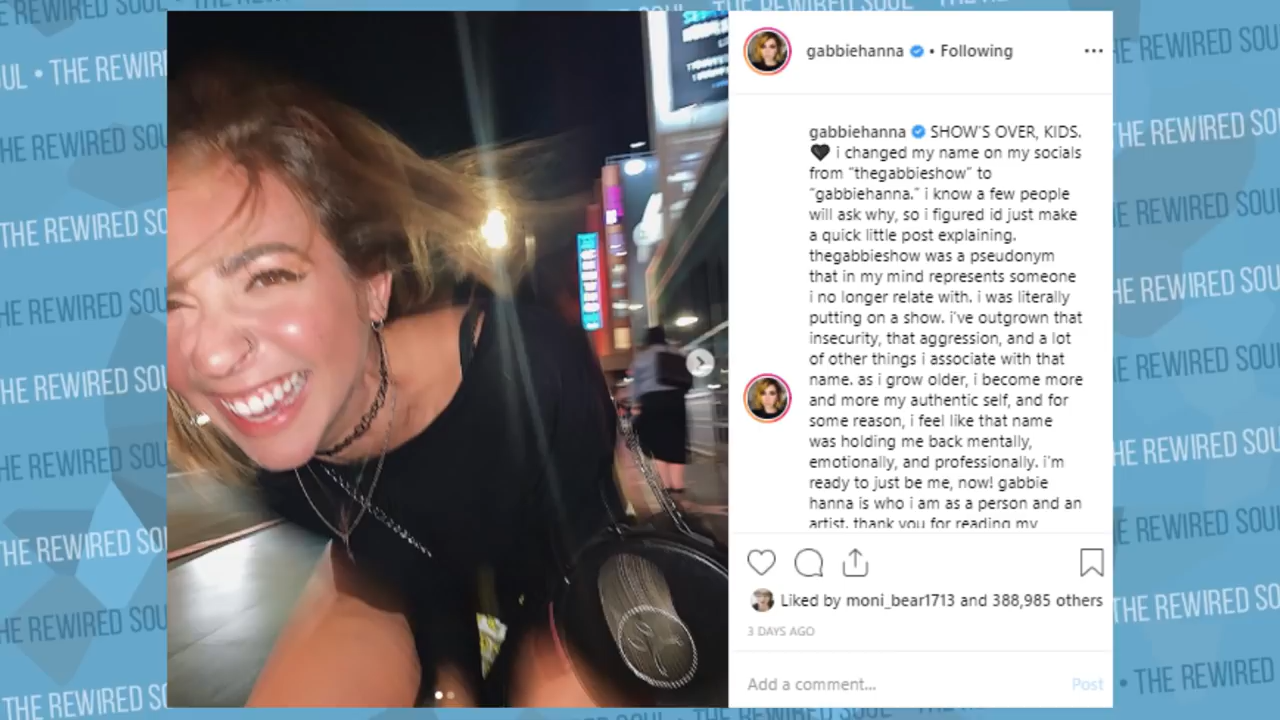 THE REWIRED SOUL
gabbiehanna • Following
gabbiehanna SHOW'S OVER, KIDS.
🖤 i changed my name on my socials
from "thegabbieshow" to
"gabbiehanna." i know a few people
will ask why, so i figured id just make
a quick little post explaining.
thegabbieshow was a pseudonym
that in my mind represents someone
i no longer relate with. i was literally
putting on a show. i've outgrown that
insecurity, that aggression, and a lot
of other things i associate with that
name. as i grow older, i become more
and more my authentic self, and for
some reason, i feel like that name
was holding me back mentally,
emotionally, and professionally. i'm
ready to just be me, now! gabbie
hanna is who i am as a person and an
artist. thank you for reading my
Liked by moni_bear1713 and 388,985 others
3 DAYS AGO
Add a comment... Post